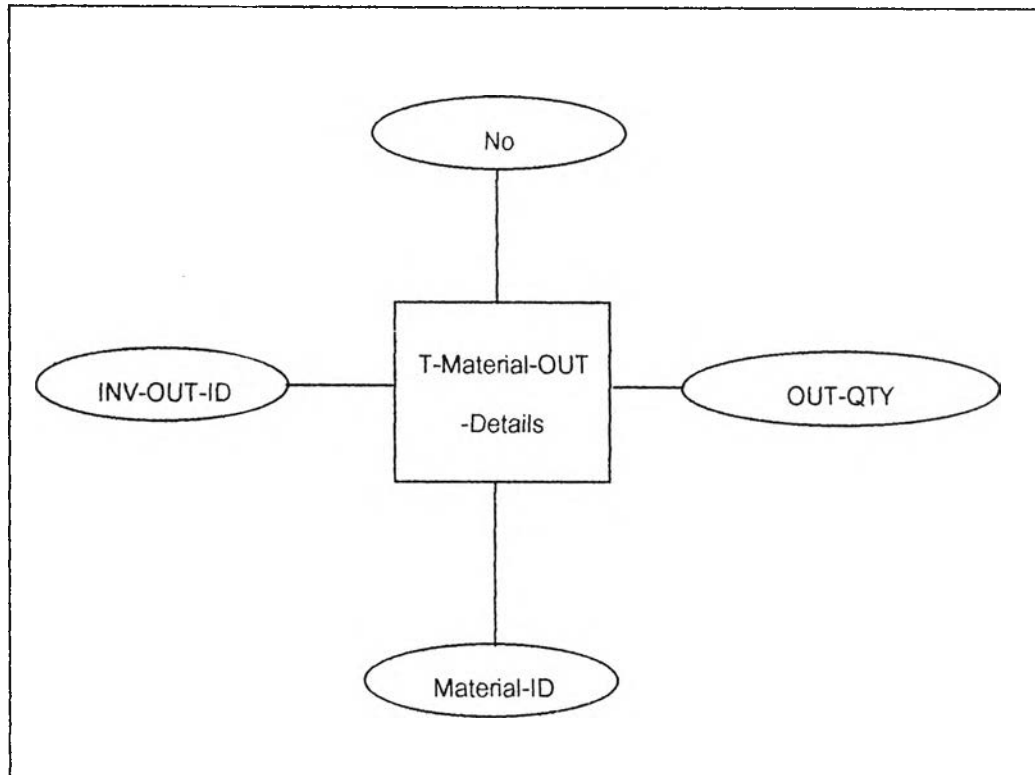 No
T-Material-OUT
-Details
INV-OUT-ID
OUT-QTY
Material-ID